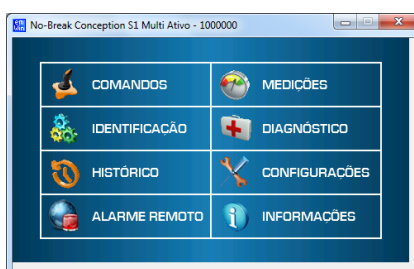 No-Break Conception S1 Multi Ativo - 1000000
COMANDOS
MEDIÇÕES
IDENTIFICAÇÃO
DIAGNÓSTICO
HISTÓRICO
CONFIGURAÇÕES
ALARME REMOTO
INFORMAÇÕES